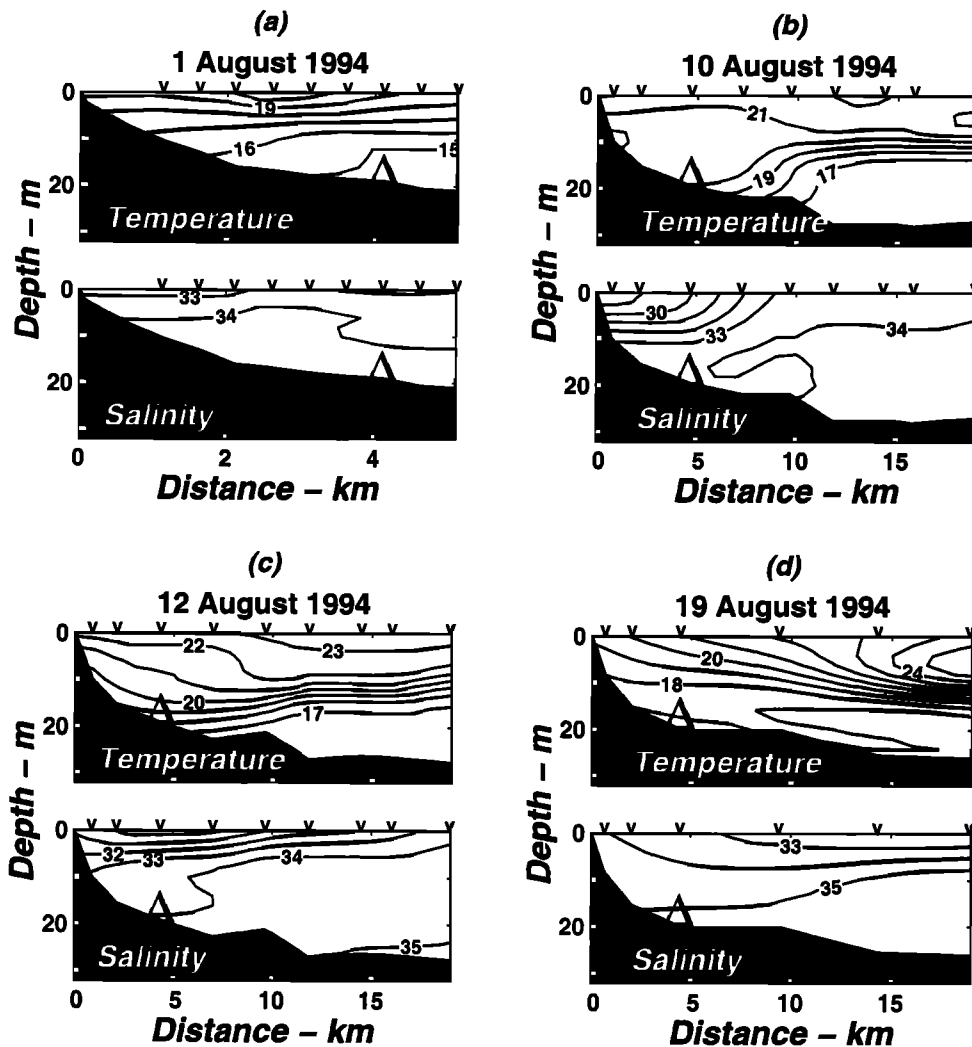 (a)
1 August 1994
v v v v v v v v
0
19
16
15
20
Temperature
v v v v v v v v
0
33
34
20
Salinity
0 2 4
Depth – m
Distance – km
(b)
10 August 1994
v v v v v v v v
0
21
19
17
20
Temperature
v v v v v v v v
0
30
33
34
20
Salinity
0 5 10 15
Depth – m
Distance – km
(c)
12 August 1994
v v v v v v v v
0
22
23
20
17
20
Temperature
v v v v v v v v
0
32
33
34
35
20
Salinity
0 5 10 15
Depth – m
Distance – km
(d)
19 August 1994
v v v v v v
0
20
24
18
20
Temperature
v v v v v v
0
33
35
20
Salinity
0 5 10 15
Depth – m
Distance – km